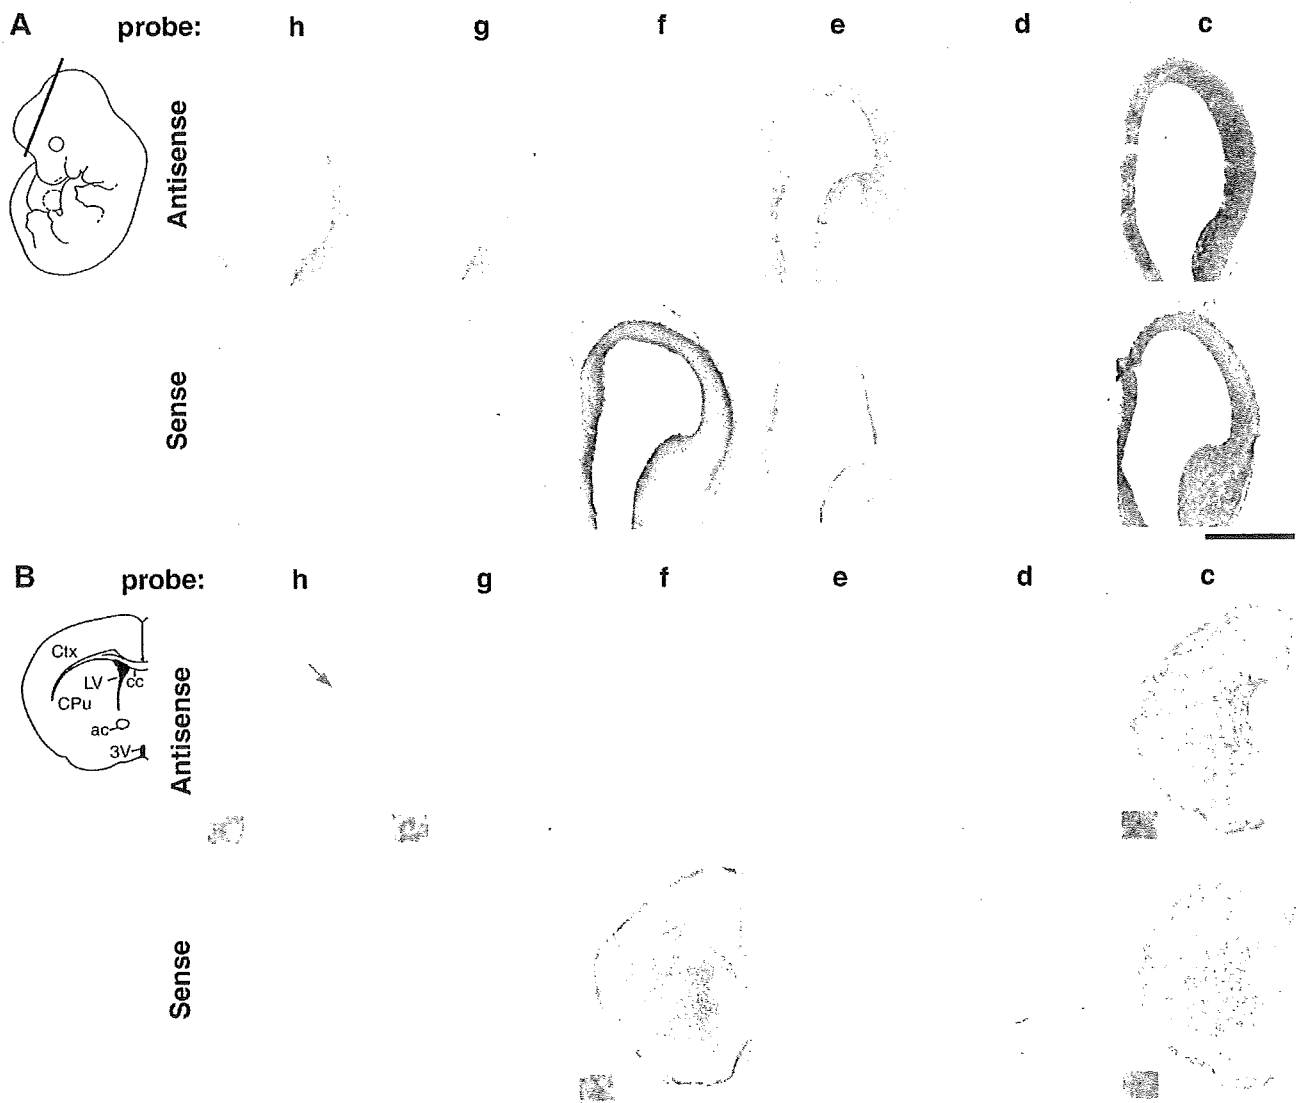 A probe: h g f e d c
Antisense
Sense
B probe: h g f e d c
Ctx
LV cc
CPu
ac
3V
Antisense
Sense